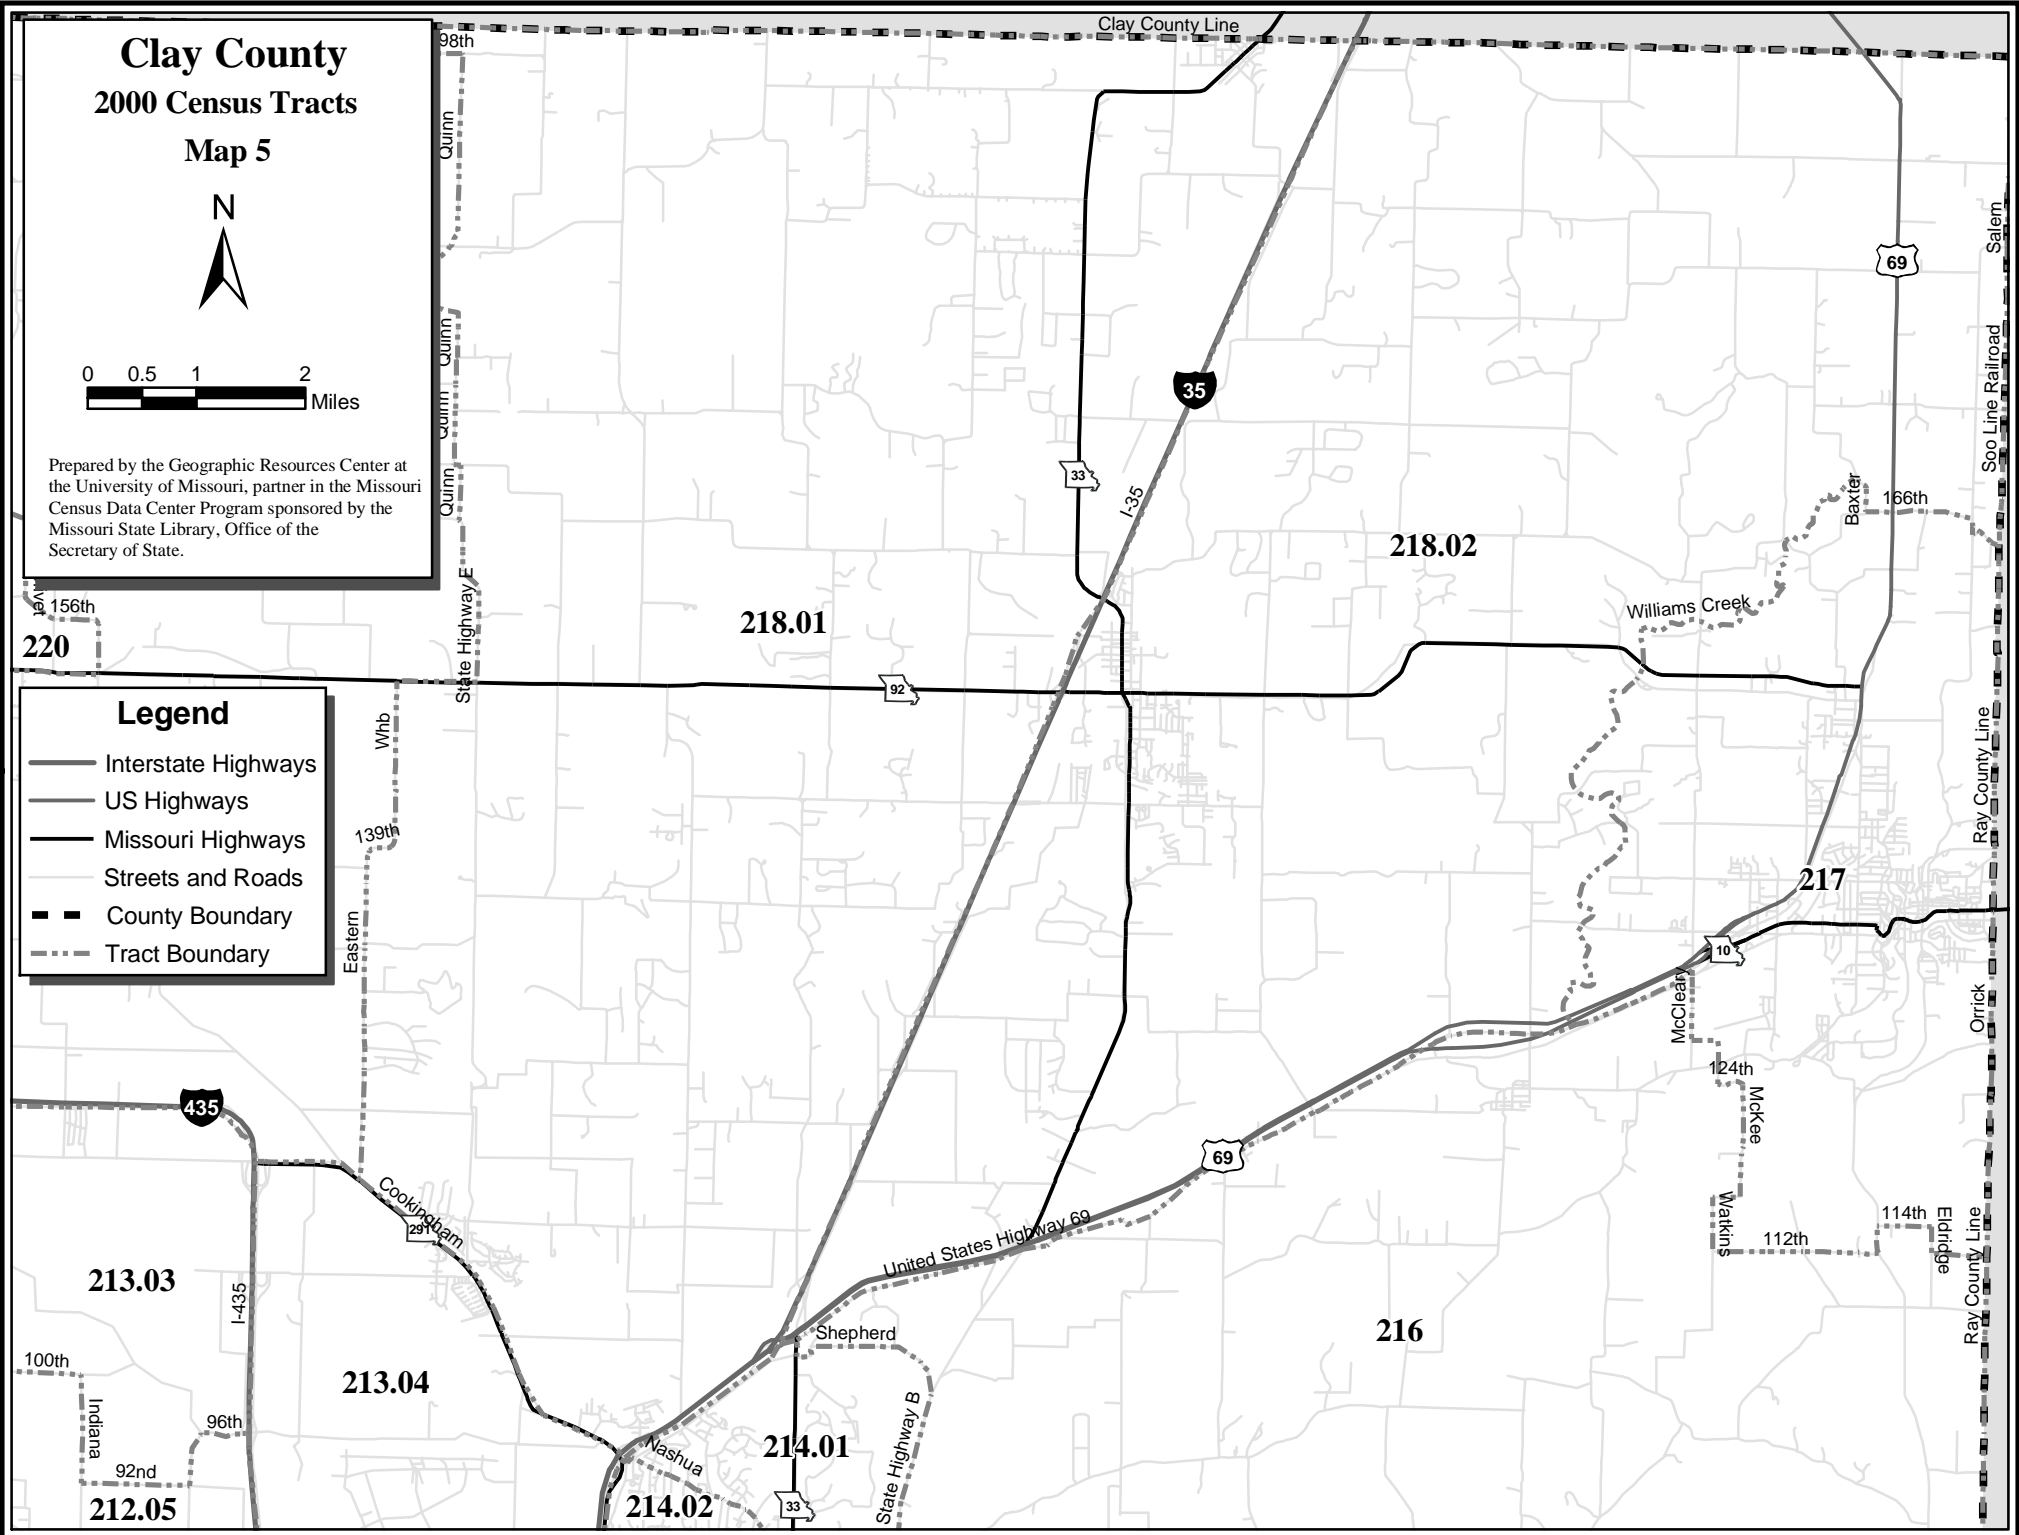 Clay County
2000 Census Tracts
Map 5
N
0 0.5 1 2
Miles
Prepared by the Geographic Resources Center at
the University of Missouri, partner in the Missouri
Census Data Center Program sponsored by the
Missouri State Library, Office of the
Secretary of State.
Clay County Line
98th
Quinn
Quinn
Quinn
Quinn
State Highway E
Salem
69
Soo Line Railroad
35
33
I-35
Baxter
166th
218.02
Williams Creek
156th
218.01
220
92
Legend
Interstate Highways
US Highways
Missouri Highways
Streets and Roads
County Boundary
Tract Boundary
Whb
139th
Eastern
Ray County Line
217
10
McCleary
Orrick
124th
McKee
435
Cookingham
291
69
United States Highway 69
Watkins
112th
114th
Eldridge
Ray County Line
213.03
I-435
216
Shepherd
100th
213.04
Indiana
96th
State Highway B
Nashua
214.01
92nd
212.05
214.02
33